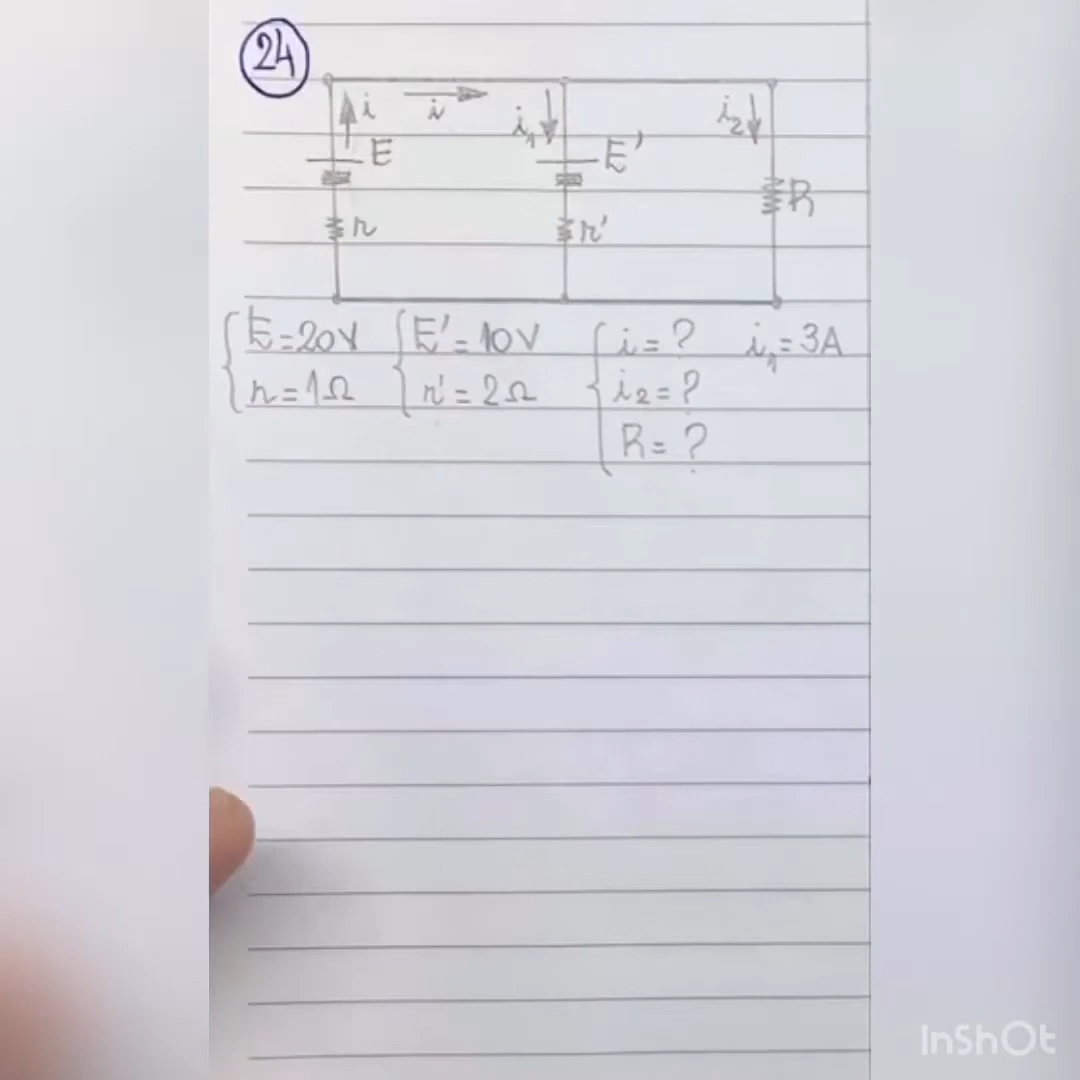 24
i i i₁ i₂
E E' R
r r'
E = 20V E' = 10V i = ? i₁ = 3A
r = 1Ω r' = 2Ω i₂ = ?
R = ?
InShOt